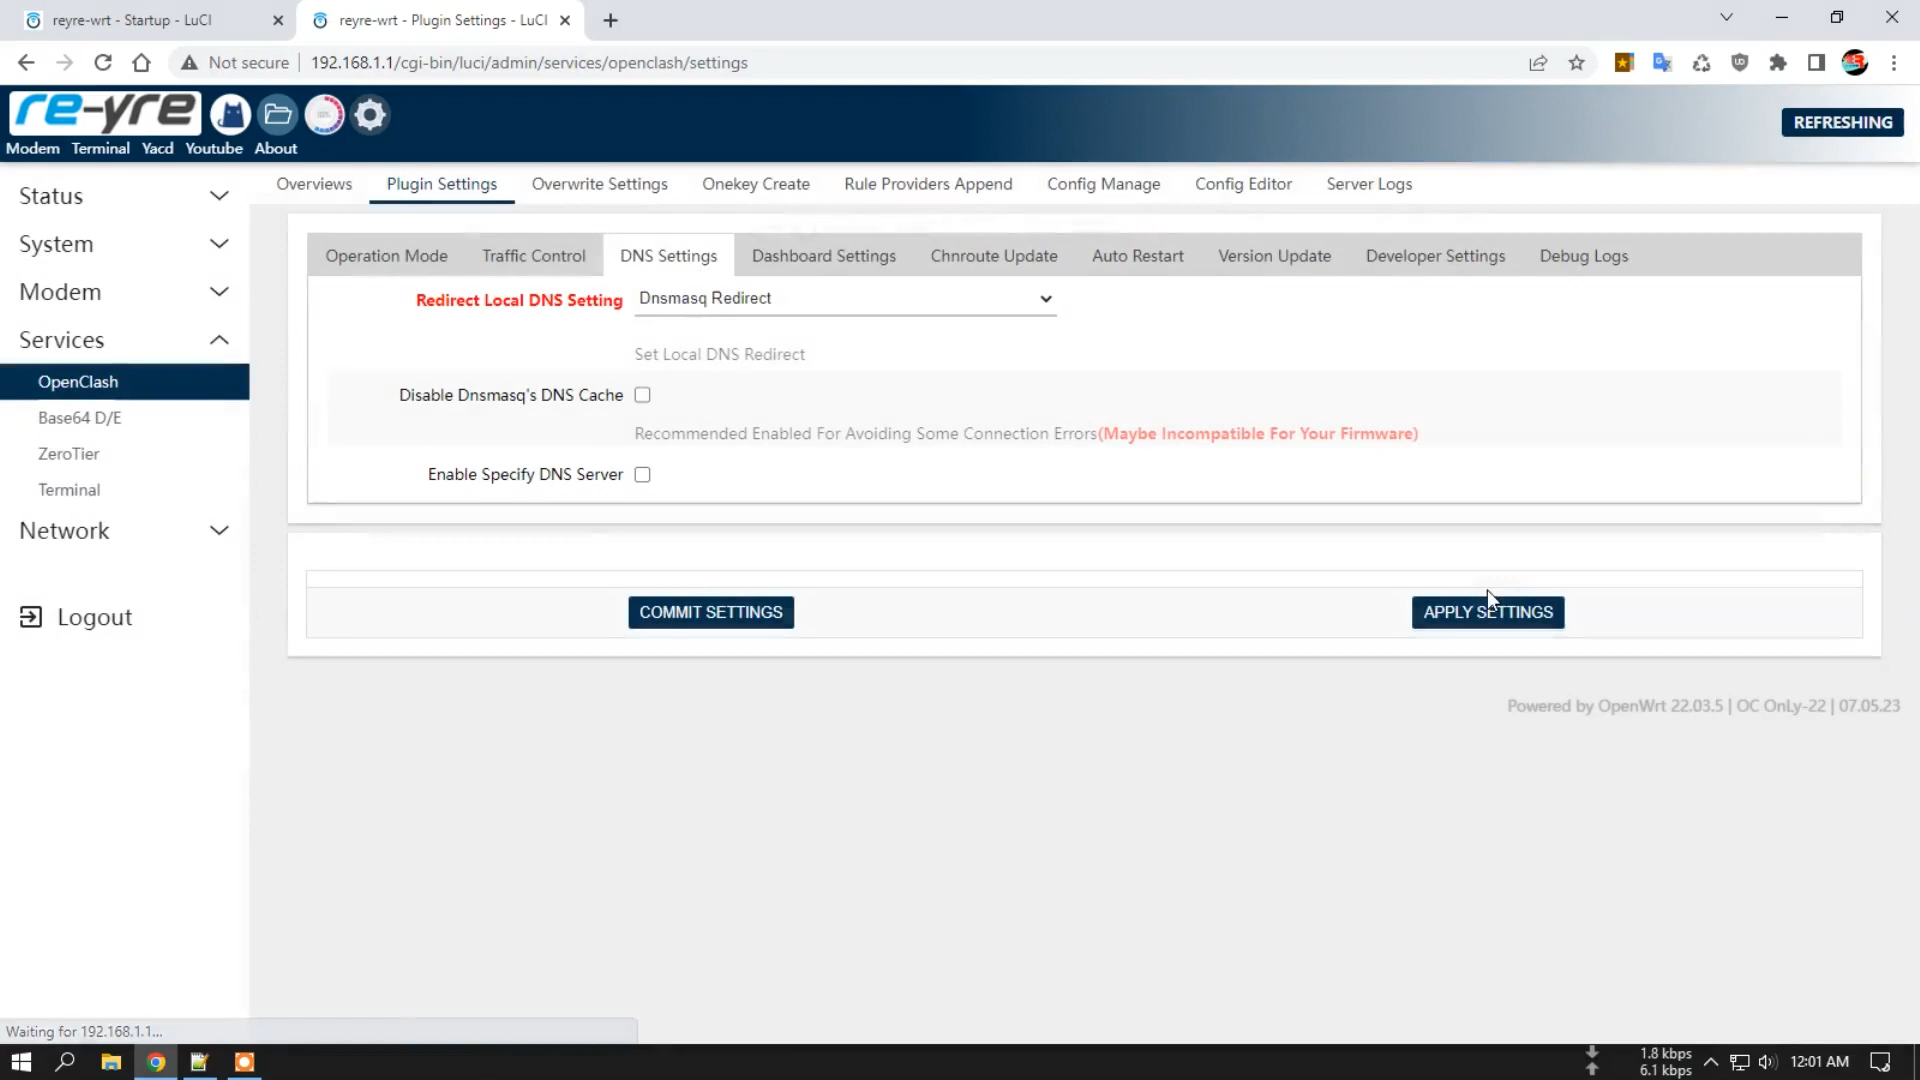 reyre-wrt - Startup - LuCI
reyre-wrt - Plugin Settings - LuCI
Not secure
192.168.1.1/cgi-bin/luci/admin/services/openclash/settings
re-yre
REFRESHING
Modem Terminal Yacd Youtube About
Status
System
Modem
Services
OpenClash
Base64 D/E
ZeroTier
Terminal
Network
Logout
Overviews Plugin Settings Overwrite Settings Onekey Create Rule Providers Append Config Manage Config Editor Server Logs
Operation Mode Traffic Control DNS Settings Dashboard Settings Chnroute Update Auto Restart Version Update Developer Settings Debug Logs
Redirect Local DNS Setting Dnsmasq Redirect
Set Local DNS Redirect
Disable Dnsmasq's DNS Cache
Recommended Enabled For Avoiding Some Connection Errors(Maybe Incompatible For Your Firmware)
Enable Specify DNS Server
COMMIT SETTINGS APPLY SETTINGS
Powered by OpenWrt 22.03.5 | OC OnLy-22 | 07.05.23
Waiting for 192.168.1.1...
1.8 kbps
6.1 kbps
12:01 AM